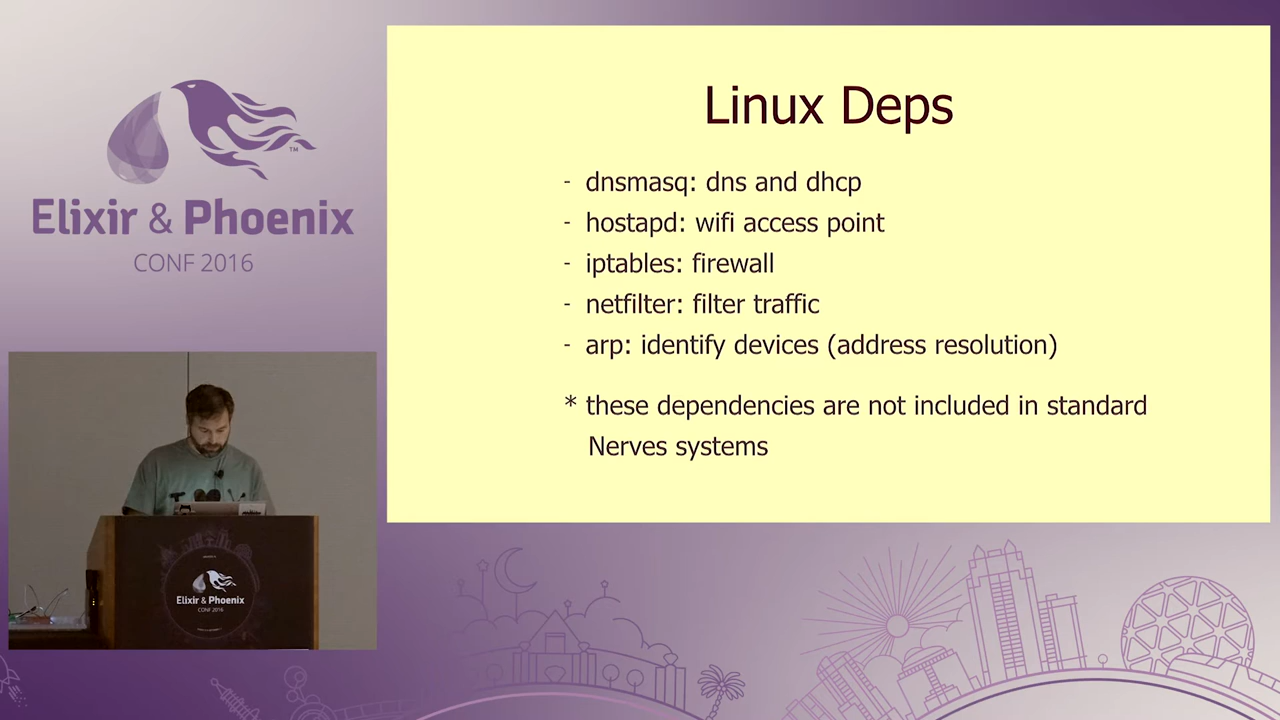 Linux Deps
- dnsmasq: dns and dhcp
- hostapd: wifi access point
- iptables: firewall
- netfilter: filter traffic
- arp: identify devices (address resolution)
* these dependencies are not included in standard
Nerves systems
TM
Elixir & Phoenix
CONF 2016
Elixir & Phoenix
CONF 2016